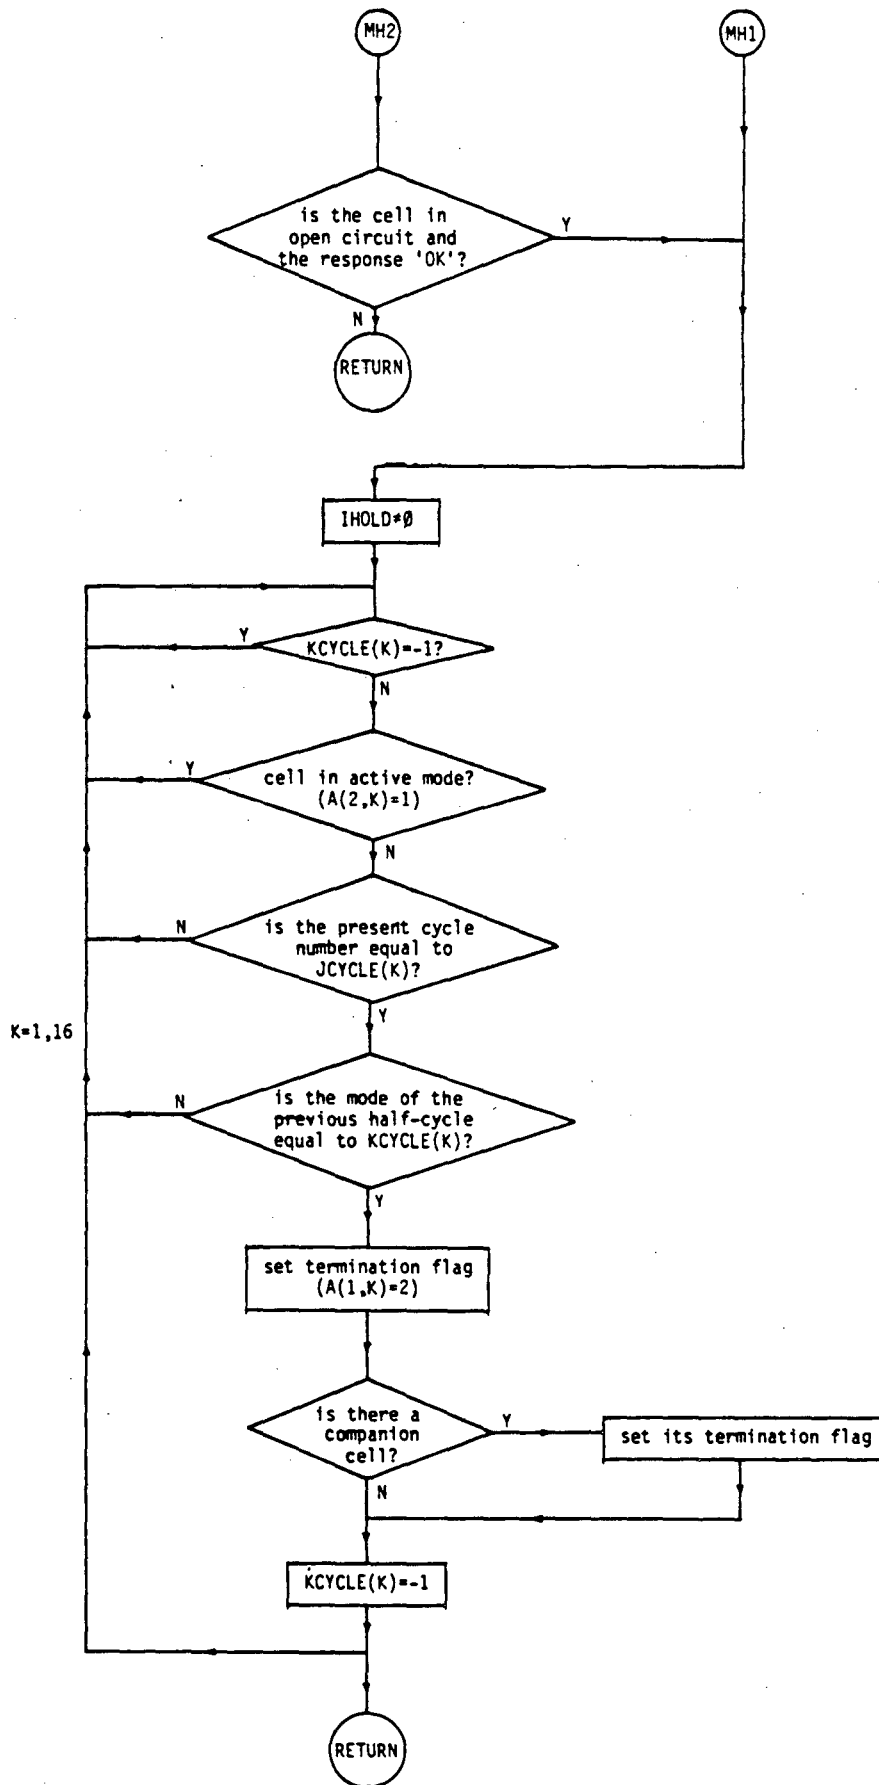 MH2
MH1
is the cell in
open circuit and
the response 'OK'?
Y
N
RETURN
IHOLD≠0
KCYCLE(K)=-1?
Y
N
cell in active mode?
(A(2,K)=1)
Y
N
is the present cycle
number equal to
JCYCLE(K)?
N
Y
K=1,16
is the mode of the
previous half-cycle
equal to KCYCLE(K)?
N
Y
set termination flag
(A(1,K)=2)
is there a
companion
cell?
Y
set its termination flag
N
KCYCLE(K)=-1
RETURN